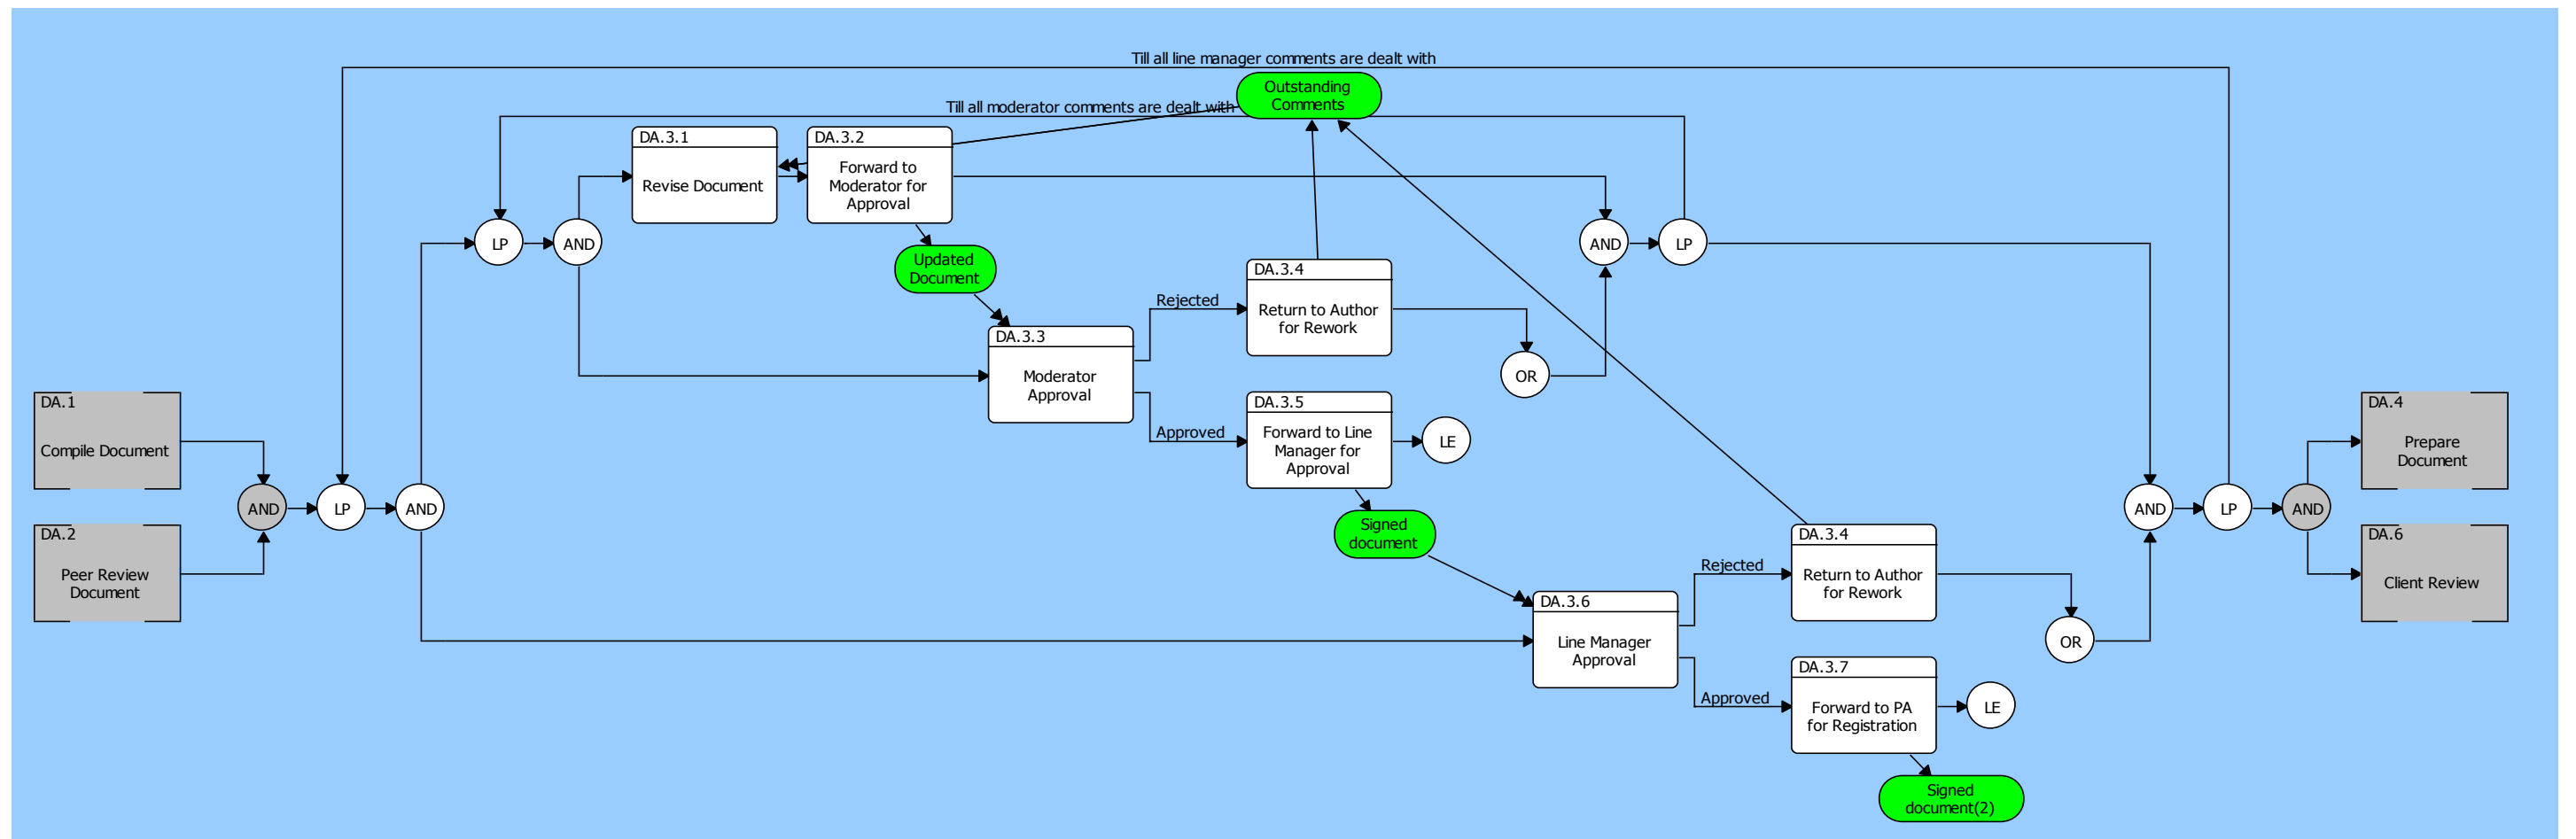 Till all line manager comments are dealt with
Outstanding
Comments
Till all moderator comments are dealt with
DA.3.1
Revise Document
DA.3.2
Forward to
Moderator for
Approval
LP
AND
AND
LP
Updated
Document
DA.3.4
Return to Author
for Rework
Rejected
DA.3.3
Moderator
Approval
OR
DA.3.5
Forward to Line
Manager for
Approval
Approved
LE
DA.1
Compile Document
DA.4
Prepare
Document
AND
LP
AND
AND
LP
AND
Signed
document
DA.2
Peer Review
Document
DA.3.4
Return to Author
for Rework
Rejected
DA.6
Client Review
DA.3.6
Line Manager
Approval
OR
DA.3.7
Forward to PA
for Registration
Approved
LE
Signed
document(2)